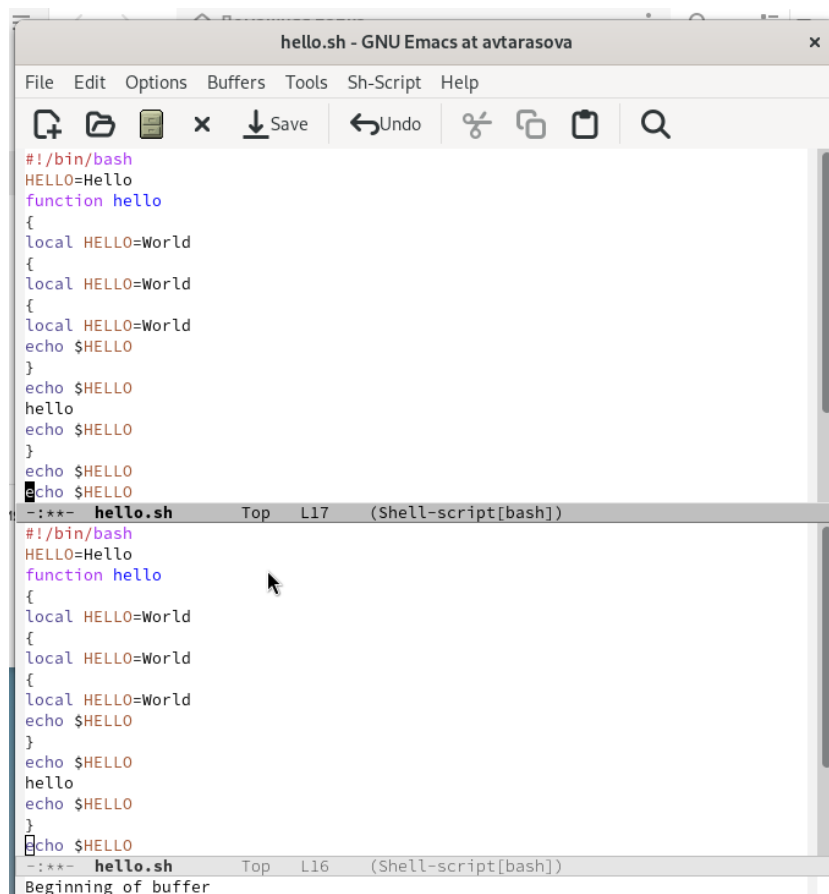 hello.sh - GNU Emacs at avtarasova
File Edit Options Buffers Tools Sh-Script Help
Save Undo
#!/bin/bash
HELLO=Hello
function hello
{
local HELLO=World
{
local HELLO=World
{
local HELLO=World
echo $HELLO
}
echo $HELLO
hello
echo $HELLO
}
echo $HELLO
echo $HELLO
-:**- hello.sh Top L17 (Shell-script[bash])
#!/bin/bash
HELLO=Hello
function hello
{
local HELLO=World
{
local HELLO=World
{
local HELLO=World
echo $HELLO
}
echo $HELLO
hello
echo $HELLO
}
echo $HELLO
-:**- hello.sh Top L16 (Shell-script[bash])
Beginning of buffer